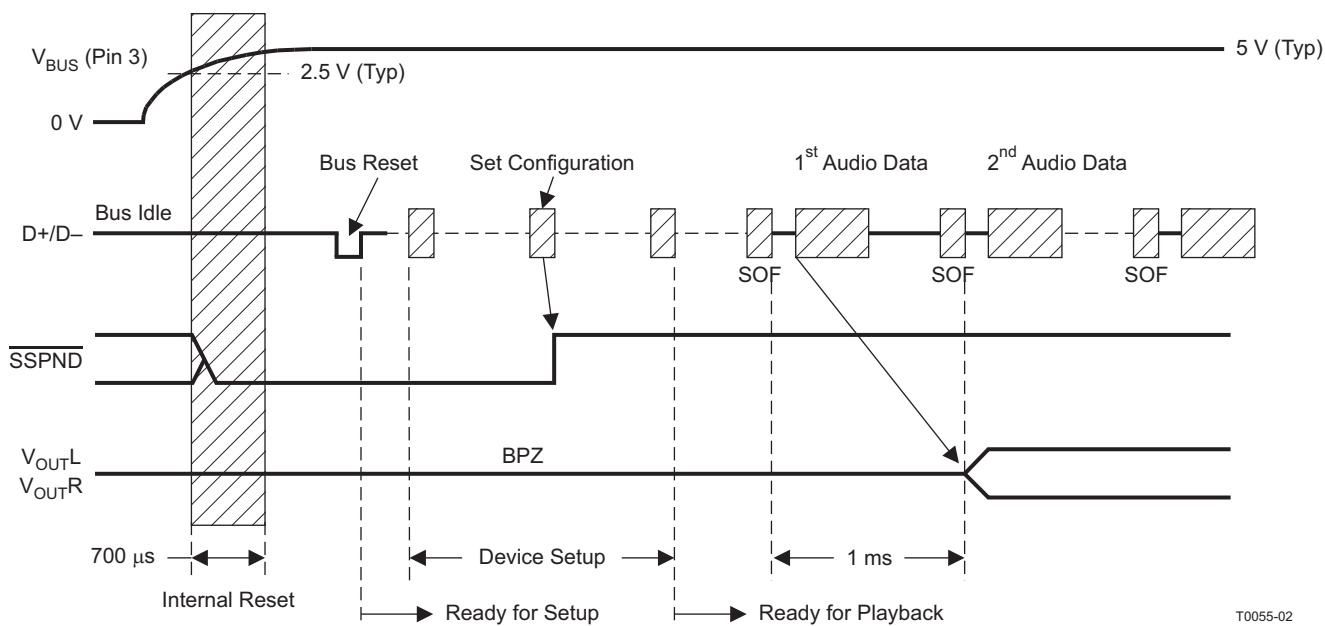 V_BUS (Pin 3)
5 V (Typ)
2.5 V (Typ)
0 V
Bus Reset
Set Configuration
1st Audio Data
2nd Audio Data
Bus Idle
D+/D–
SOF
SOF
SOF
SSPND
V_OUTL
BPZ
V_OUTR
700 µs
Device Setup
1 ms
Internal Reset
Ready for Setup
Ready for Playback
T0055-02